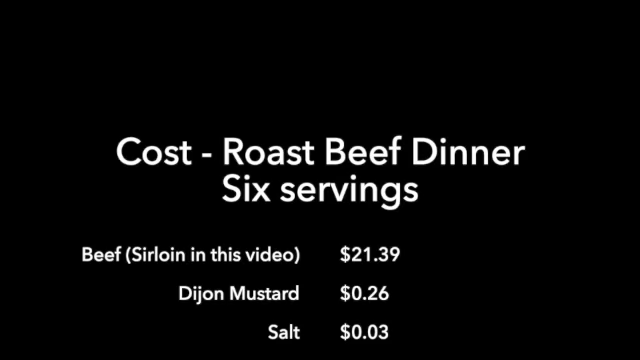 Cost - Roast Beef Dinner
Six servings
Beef (Sirloin in this video) $21.39
Dijon Mustard $0.26
Salt $0.03